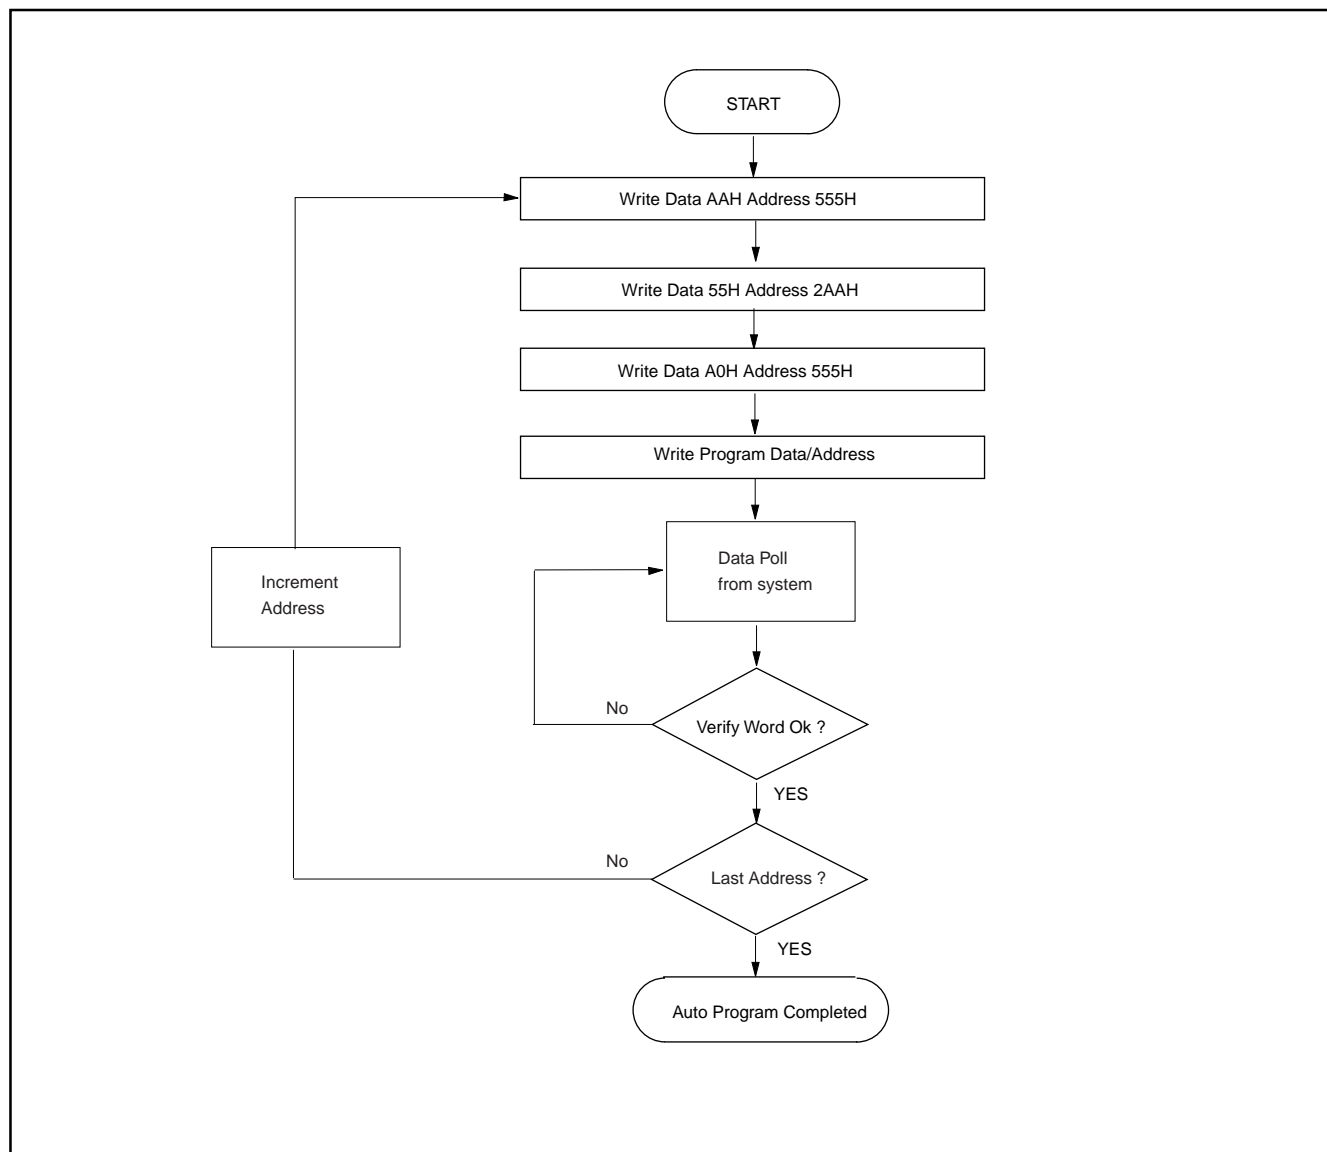 START
Write Data AAH Address 555H
Write Data 55H Address 2AAH
Write Data A0H Address 555H
Write Program Data/Address
Data Poll
from system
Increment
Address
No
Verify Word Ok ?
YES
No
Last Address ?
YES
Auto Program Completed